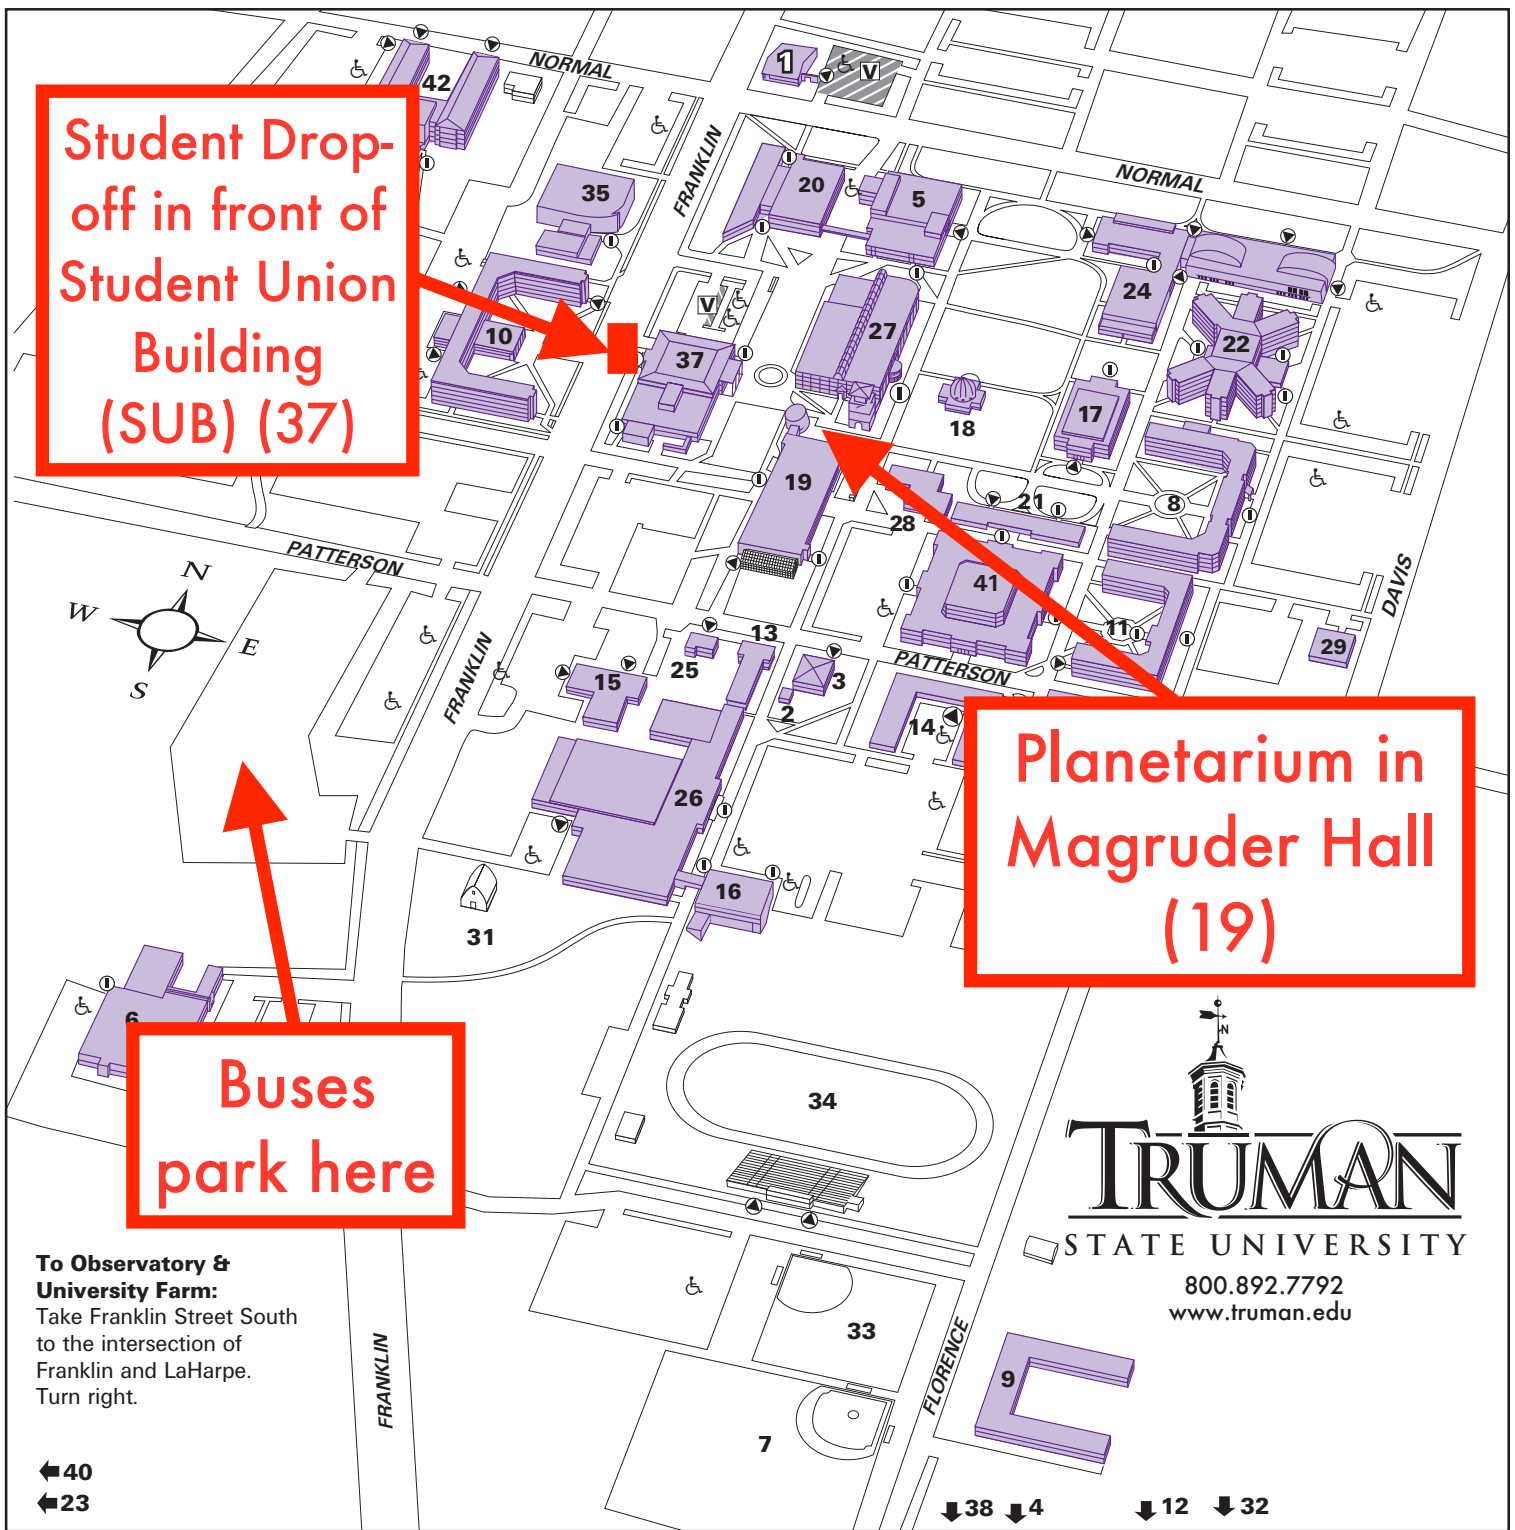 NORMAL
1
V
42
Student Drop-
off in front of
Student Union
Building
(SUB) (37)
FRANKLIN
35
20
5
NORMAL
24
22
10
V
37
27
17
18
19
28
21
8
PATTERSON
41
DAVIS
N
W
E
S
11
29
13
25
15
3
2
PATTERSON
FRANKLIN
14
Planetarium in
Magruder Hall
(19)
26
16
31
6
Buses
park here
34
N
TRUMAN
STATE UNIVERSITY
800.892.7792
www.truman.edu
To Observatory &
University Farm:
Take Franklin Street South
to the intersection of
Franklin and LaHarpe.
Turn right.
FRANKLIN
33
FLORENCE
9
7
40
23
38
4
12
32